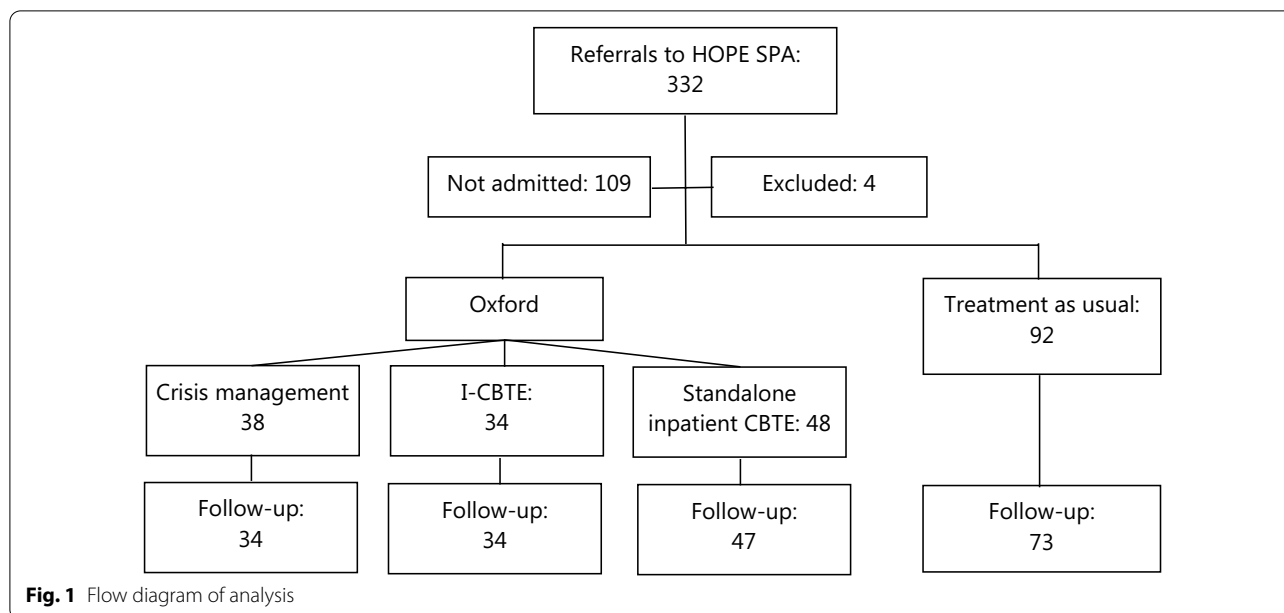 Referrals to HOPE SPA:
332
Not admitted: 109
Excluded: 4
Oxford
Treatment as usual:
92
Crisis management
38
I-CBTE:
34
Standalone
inpatient CBTE: 48
Follow-up:
34
Follow-up:
34
Follow-up:
47
Follow-up:
73
Fig. 1 Flow diagram of analysis